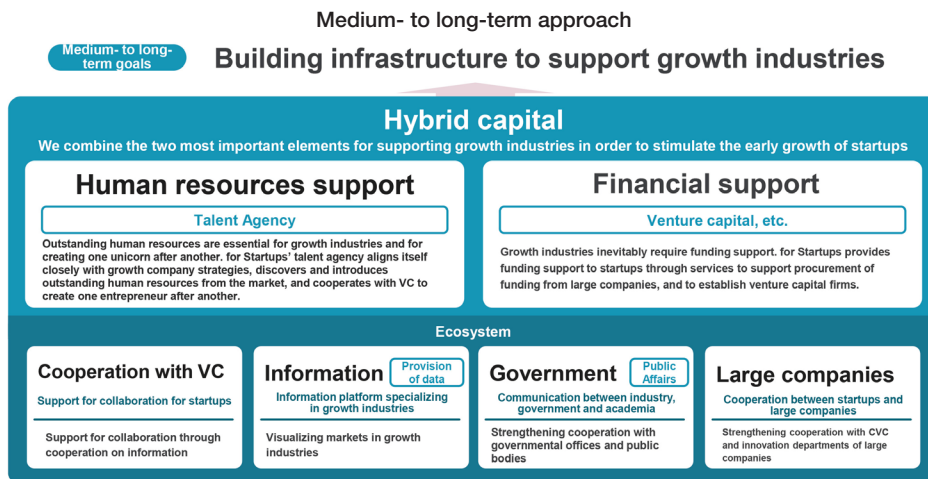 Medium- to long-term approach
Medium- to long-
term goals
Building infrastructure to support growth industries
Hybrid capital
We combine the two most important elements for supporting growth industries in order to stimulate the early growth of startups
Human resources support
Talent Agency
Outstanding human resources are essential for growth industries and for
creating one unicorn after another. for Startups' talent agency aligns itself
closely with growth company strategies, discovers and introduces
outstanding human resources from the market, and cooperates with VC to
create one entrepreneur after another.
Financial support
Venture capital, etc.
Growth industries inevitably require funding support. for Startups provides
funding support to startups through services to support procurement of
funding from large companies, and to establish venture capital firms.
Ecosystem
Cooperation with VC
Support for collaboration for startups
Support for collaboration through
cooperation on information
Information
Provision
of data
Information platform specializing
in growth industries
Visualizing markets in growth
industries
Government
Public
Affairs
Communication between industry,
government and academia
Strengthening cooperation with
governmental offices and public
bodies
Large companies
Cooperation between startups and
large companies
Strengthening cooperation with CVC
and innovation departments of large
companies